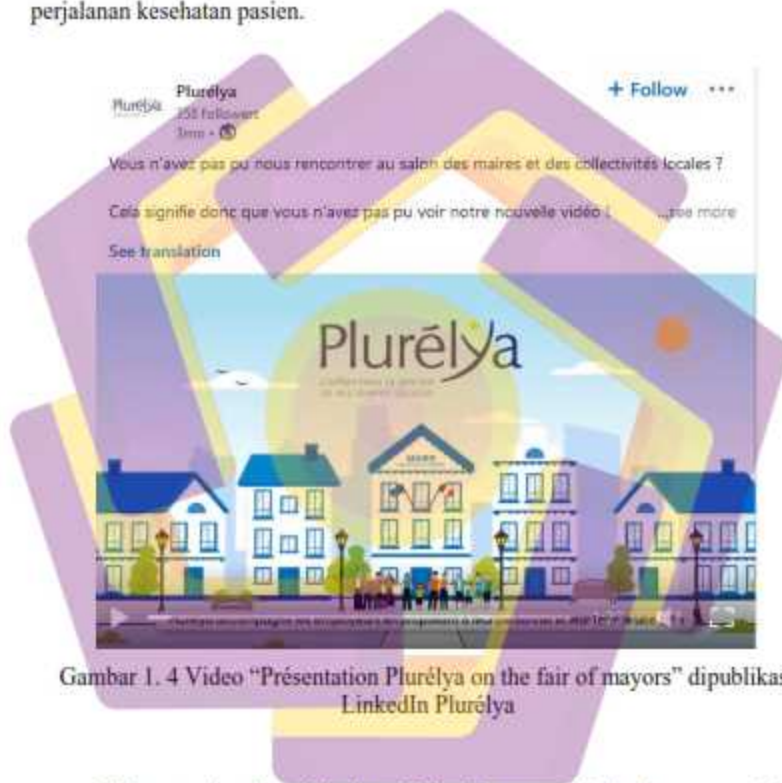 perjalanan kesehatan pasien.
Plurélya
Plurélya
+ Follow ...
followers
Vous n'avez pas pu nous rencontrer au salon des maires et des collectivités locales ?
Cela signifie donc que vous n'avez pas pu voir notre nouvelle vidéo ! ...see more
See translation
Plurélya
Gambar 1. 4 Video “Présentation Plurélya on the fair of mayors” dipublikas
LinkedIn Plurélya